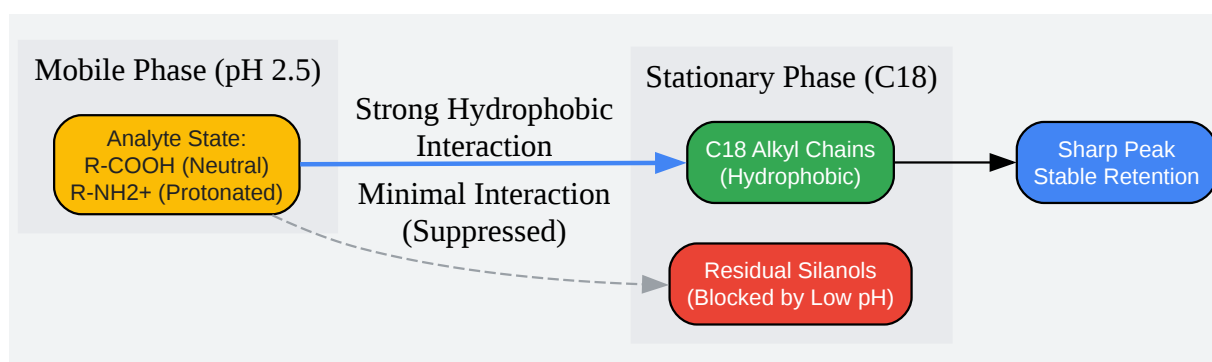 Mobile Phase (pH 2.5)
Analyte State:
R-COOH (Neutral)
R-NH2+ (Protonated)
Strong Hydrophobic
Interaction
Minimal Interaction
(Suppressed)
Stationary Phase (C18)
C18 Alkyl Chains
(Hydrophobic)
Residual Silanols
(Blocked by Low pH)
Sharp Peak
Stable Retention